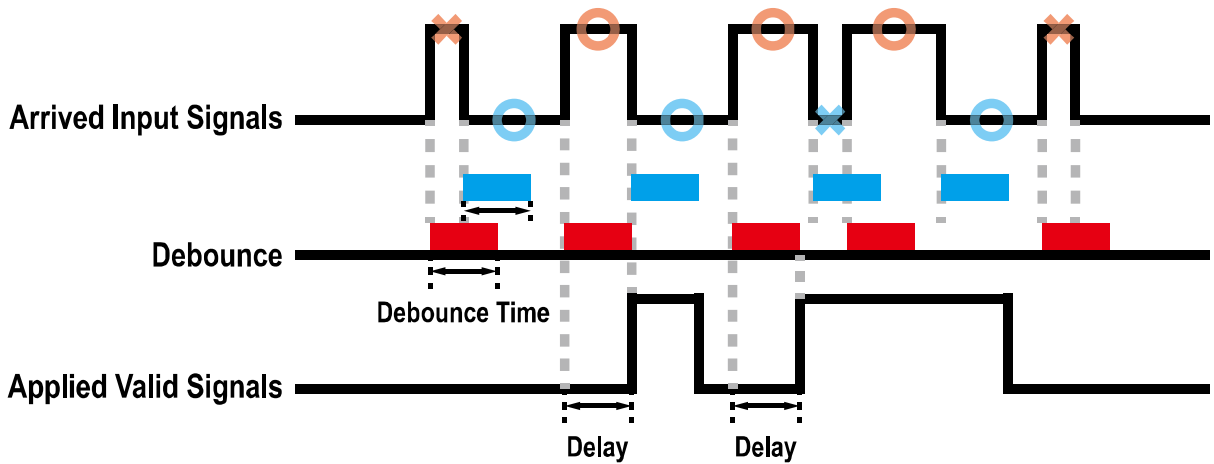 Arrived Input Signals
Debounce
Debounce Time
Applied Valid Signals
Delay
Delay